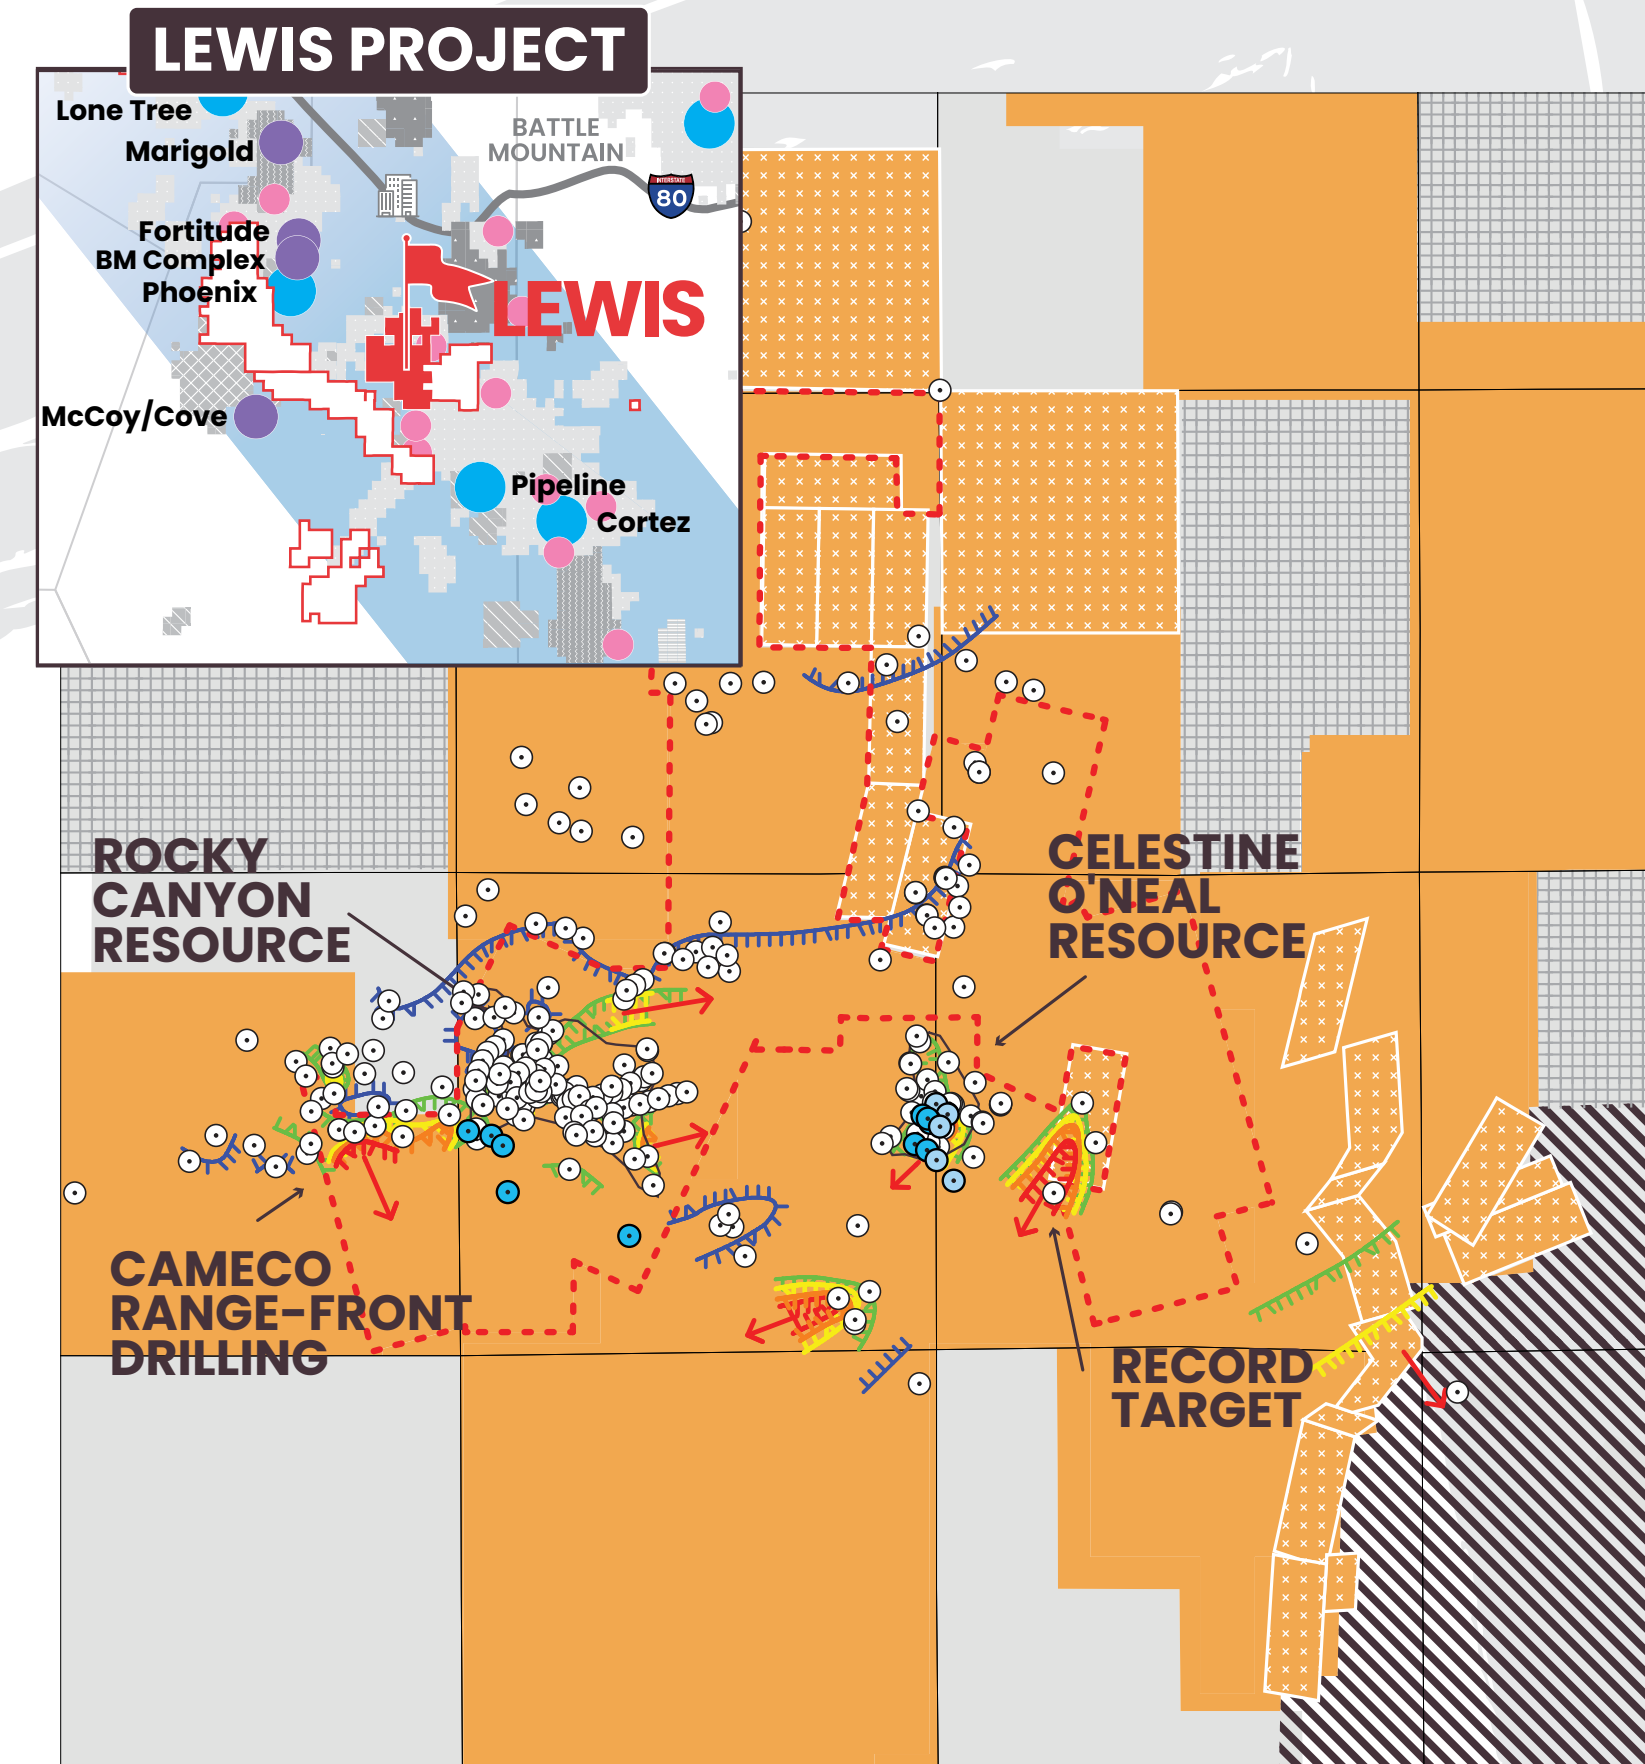 LEWIS PROJECT
Lone Tree
Marigold
BATTLE
MOUNTAIN
INTERSTATE
80
Fortitude
BM Complex
Phoenix
LEWIS
McCoy/Cove
Pipeline
Cortez
ROCKY
CANYON
RESOURCE
CELESTINE
O'NEAL
RESOURCE
CAMECO
RANGE-FRONT
DRILLING
RECORD
TARGET